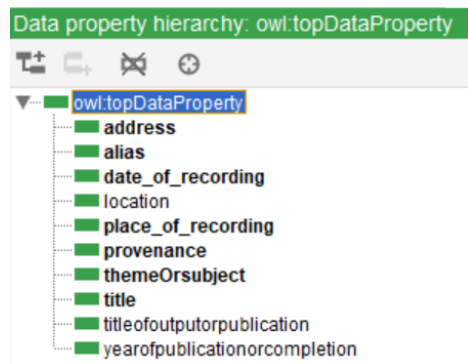 Data property hierarchy: owl:topDataProperty
owl:topDataProperty
address
alias
date_of_recording
location
place_of_recording
provenance
themeOrsubject
title
titleofoutputorpublication
yearofpublicationorcompletion